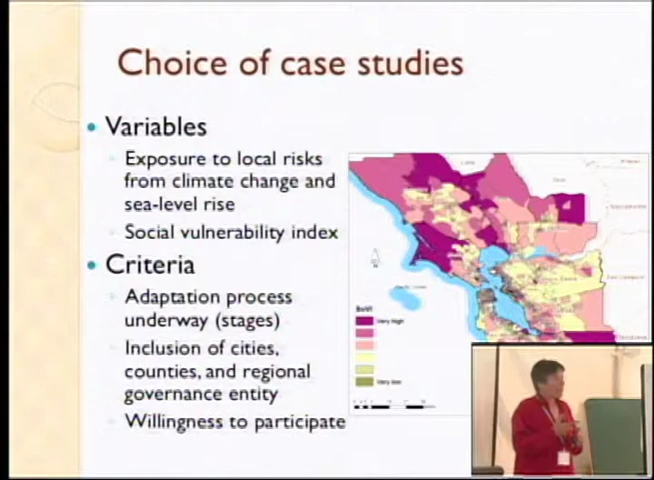 Choice of case studies
Variables
Exposure to local risks
from climate change and
sea-level rise
Social vulnerability index
Criteria
Adaptation process
underway (stages)
Inclusion of cities,
counties, and regional
governance entity
Willingness to participate
SoVI
Very High
Very low